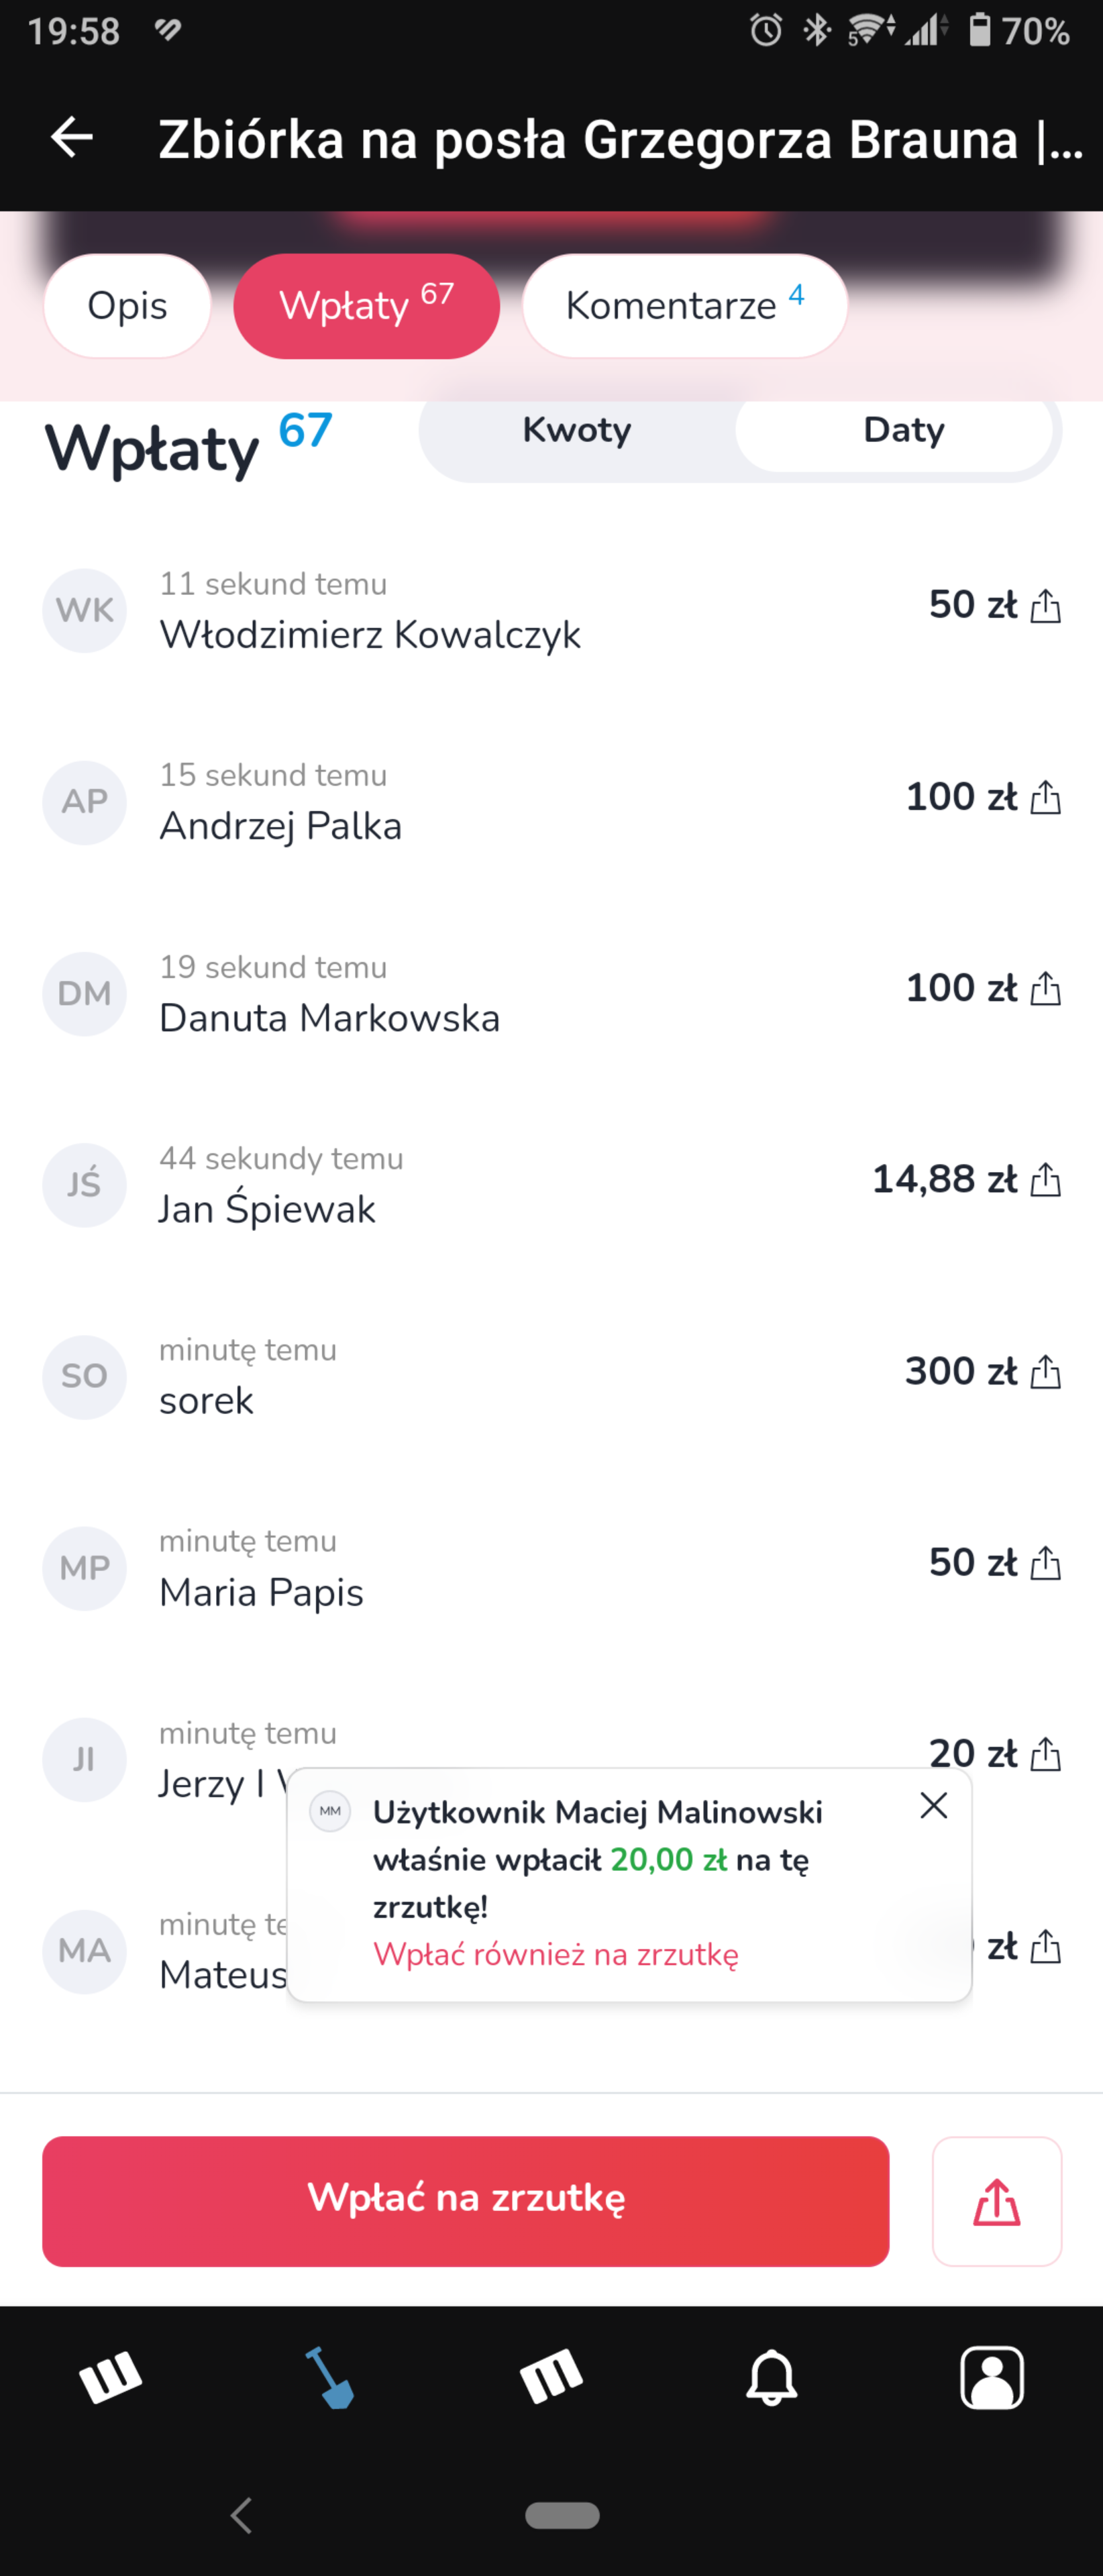 19:58
5
70%
Zbiórka na posła Grzegorza Brauna |...
Opis
Wpłaty 67
Komentarze 4
Wpłaty 67
Kwoty
Daty
WK
11 sekund temu
Włodzimierz Kowalczyk
50 zł
AP
15 sekund temu
Andrzej Palka
100 zł
DM
19 sekund temu
Danuta Markowska
100 zł
JŚ
44 sekundy temu
Jan Śpiewak
14,88 zł
SO
minutę temu
sorek
300 zł
MP
minutę temu
Maria Papis
50 zł
JI
minutę temu
Jerzy I
20 zł
MM
Użytkownik Maciej Malinowski
właśnie wpłacił 20,00 zł na tę
zrzutkę!
Wpłać również na zrzutkę
MA
minutę te
Mateus
zł
Wpłać na zrzutkę